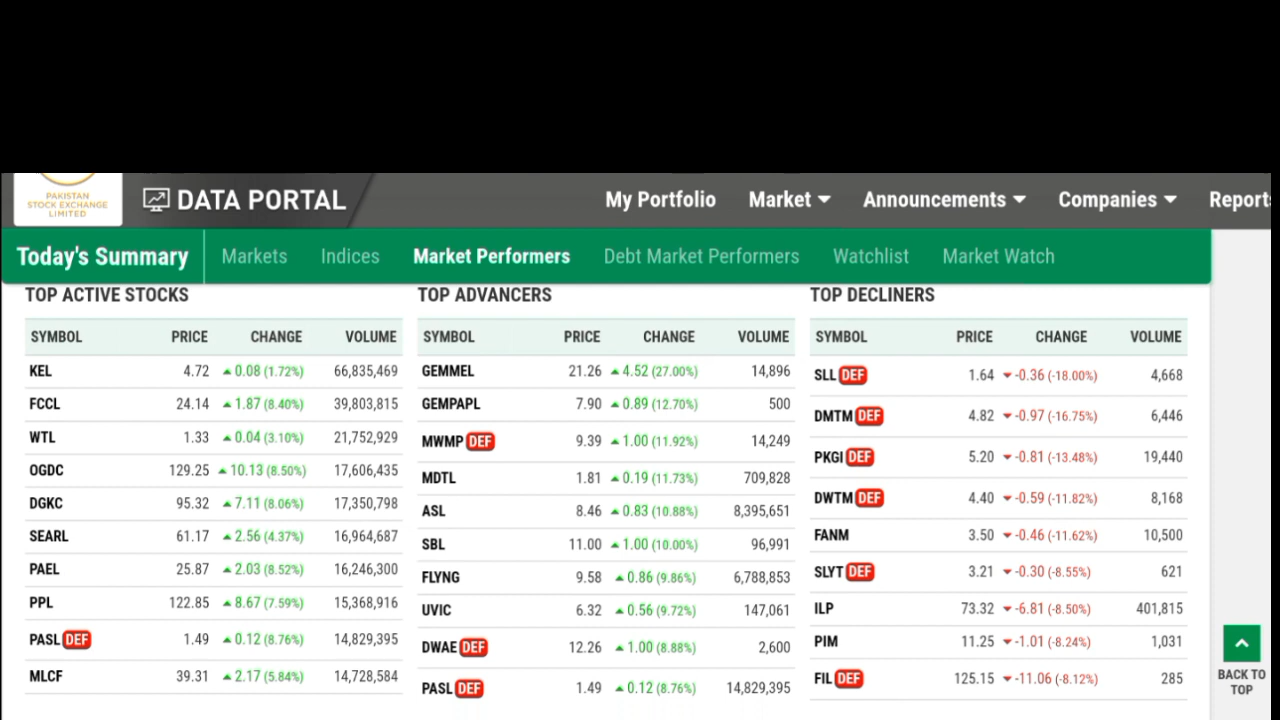 PAKISTAN
STOCK EXCHANGE
LIMITED
DATA PORTAL
My Portfolio Market Announcements Companies Report
Today's Summary Markets Indices Market Performers Debt Market Performers Watchlist Market Watch
TOP ACTIVE STOCKS
SYMBOL PRICE CHANGE VOLUME
KEL 4.72 0.08 (1.72%) 66,835,469
FCCL 24.14 1.87 (8.40%) 39,803,815
WTL 1.33 0.04 (3.10%) 21,752,929
OGDC 129.25 10.13 (8.50%) 17,606,435
DGKC 95.32 7.11 (8.06%) 17,350,798
SEARL 61.17 2.56 (4.37%) 16,964,687
PAEL 25.87 2.03 (8.52%) 16,246,300
PPL 122.85 8.67 (7.59%) 15,368,916
PASL DEF 1.49 0.12 (8.76%) 14,829,395
MLCF 39.31 2.17 (5.84%) 14,728,584
TOP ADVANCERS
SYMBOL PRICE CHANGE VOLUME
GEMMEL 21.26 4.52 (27.00%) 14,896
GEMPAPL 7.90 0.89 (12.70%) 500
MWMP DEF 9.39 1.00 (11.92%) 14,249
MDTL 1.81 0.19 (11.73%) 709,828
ASL 8.46 0.83 (10.88%) 8,395,651
SBL 11.00 1.00 (10.00%) 96,991
FLYNG 9.58 0.86 (9.86%) 6,788,853
UVIC 6.32 0.56 (9.72%) 147,061
DWAE DEF 12.26 1.00 (8.88%) 2,600
PASL DEF 1.49 0.12 (8.76%) 14,829,395
TOP DECLINERS
SYMBOL PRICE CHANGE VOLUME
SLL DEF 1.64 -0.36 (-18.00%) 4,668
DMTM DEF 4.82 -0.97 (-16.75%) 6,446
PKGI DEF 5.20 -0.81 (-13.48%) 19,440
DWTM DEF 4.40 -0.59 (-11.82%) 8,168
FANM 3.50 -0.46 (-11.62%) 10,500
SLYT DEF 3.21 -0.30 (-8.55%) 621
ILP 73.32 -6.81 (-8.50%) 401,815
PIM 11.25 -1.01 (-8.24%) 1,031
FIL DEF 125.15 -11.06 (-8.12%) 285
BACK TO
TOP